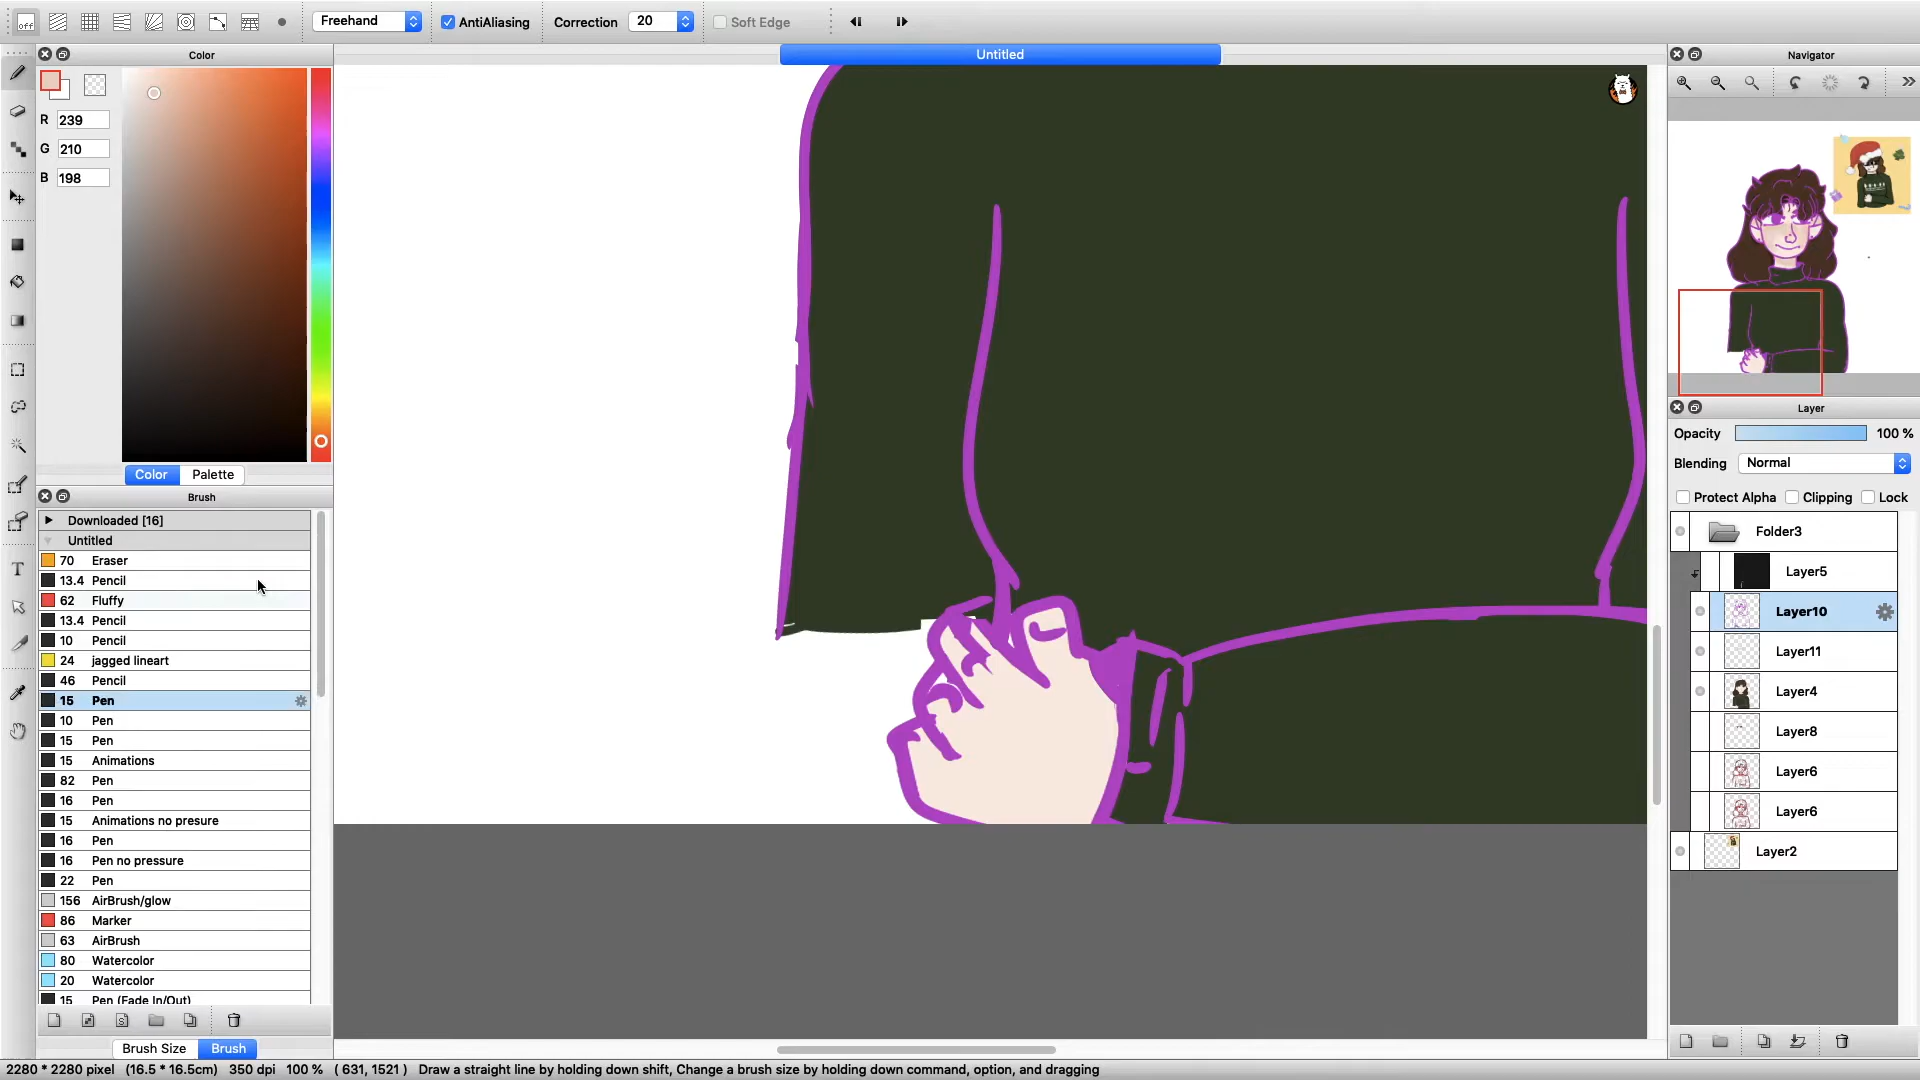 off
Freehand
AntiAliasing
Correction
20
Soft Edge
Color
Untitled
Navigator
R
239
G
210
B
198
Color
Palette
Brush
Downloaded [16]
Untitled
70 Eraser
13.4 Pencil
62 Fluffy
13.4 Pencil
10 Pencil
24 jagged lineart
46 Pencil
15 Pen
10 Pen
15 Pen
15 Animations
82 Pen
16 Pen
15 Animations no presure
16 Pen
16 Pen no pressure
22 Pen
156 AirBrush/glow
86 Marker
63 AirBrush
80 Watercolor
20 Watercolor
15 Pen (Fade In/Out)
Brush Size
Brush
T
S
Layer
Opacity
100 %
Blending
Normal
Protect Alpha
Clipping
Lock
Folder3
Layer5
Layer10
Layer11
Layer4
Layer8
Layer6
Layer6
Layer2
2280 * 2280 pixel (16.5 * 16.5cm) 350 dpi 100 % ( 631, 1521 ) Draw a straight line by holding down shift, Change a brush size by holding down command, option, and dragging